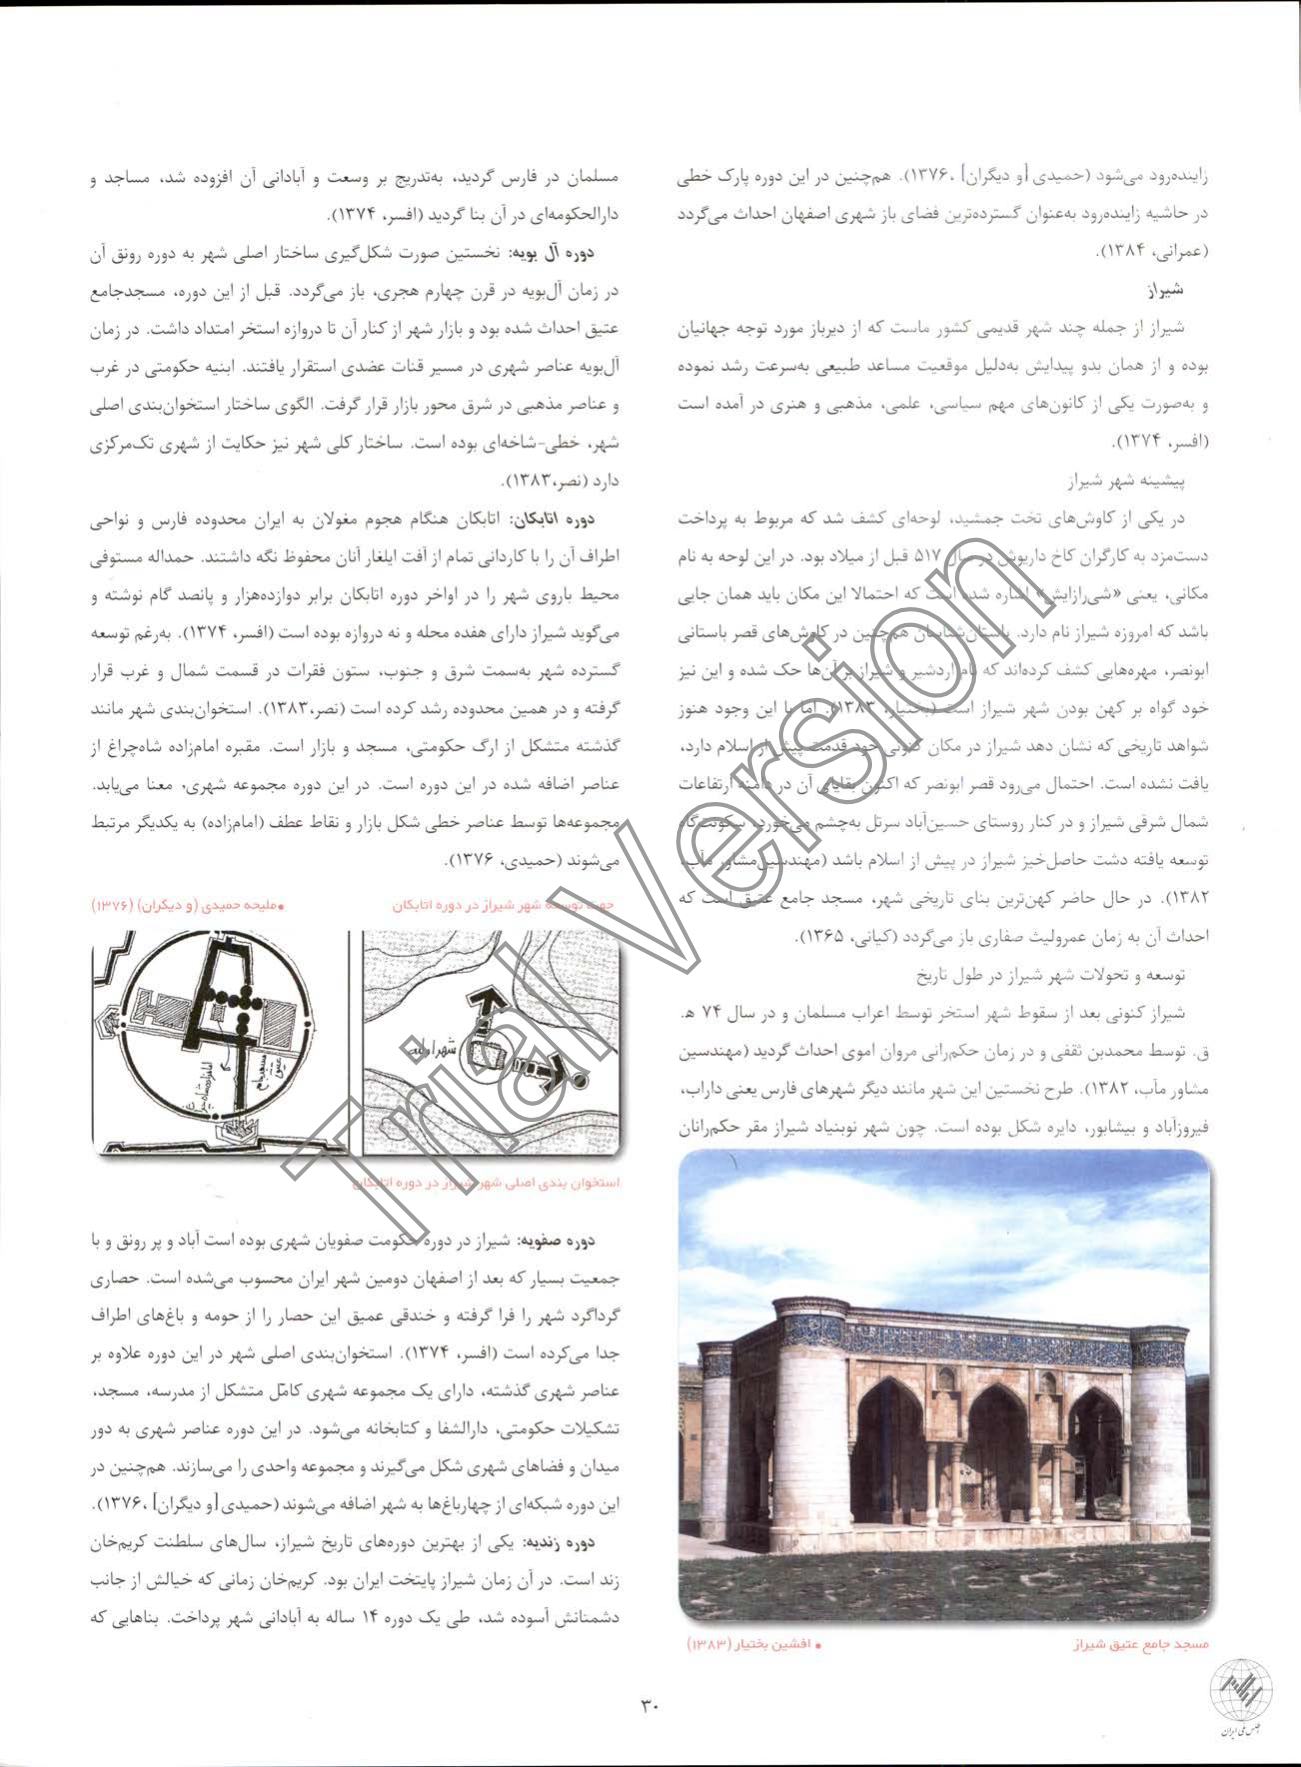 زاینده‌رود می‌شود (حمیدی [و دیگران] ،۱۳۷۶). هم‌چنین در این دوره پارک خطی
در حاشیه زاینده‌رود به‌عنوان گسترده‌ترین فضای باز شهری اصفهان احداث می‌گردد
(عمرانی، ۱۳۸۴).
شیراز
شیراز از جمله چند شهر قدیمی کشور ماست که از دیرباز مورد توجه جهانیان
بوده و از همان بدو پیدایش به‌دلیل موقعیت مساعد طبیعی به‌سرعت رشد نموده
و به‌صورت یکی از کانون‌های مهم سیاسی، علمی، مذهبی و هنری در آمده است
(افسر، ۱۳۷۴).
پیشینه شهر شیراز
در یکی از کاوش‌های تخت جمشید، لوحه‌ای کشف شد که مربوط به پرداخت
دست‌مزد به کارگران کاخ داریوش در سال ۵۱۷ قبل از میلاد بود. در این لوحه به نام
مکانی، یعنی «شی‌رازایش» اشاره شده است که احتمالا این مکان باید همان جایی
باشد که امروزه شیراز نام دارد. باستان‌شناسان هم‌چنین در کاوش‌های قصر باستانی
ابونصر، مهره‌هایی کشف کرده‌اند که نام اردشیر و شیراز بر آن‌ها حک شده و این نیز
خود گواه بر کهن بودن شهر شیراز است (بختیار، ۱۳۸۳). اما با این وجود هنوز
شواهد تاریخی که نشان دهد شیراز در مکان کنونی خود قدمت پیش از اسلام دارد،
یافت نشده است. احتمال می‌رود قصر ابونصر که اکنون بقایای آن در دامنه ارتفاعات
شمال شرقی شیراز و در کنار روستای حسین‌آباد سرتل به‌چشم می‌خورد، سکونت‌گاه
توسعه یافته دشت حاصل‌خیز شیراز در پیش از اسلام باشد (مهندسین‌مشاور مآب،
۱۳۸۲). در حال حاضر کهن‌ترین بنای تاریخی شهر، مسجد جامع عتیق است که
احداث آن به زمان عمرولیث صفاری باز می‌گردد (کیانی، ۱۳۶۵).
توسعه و تحولات شهر شیراز در طول تاریخ
شیراز کنونی بعد از سقوط شهر استخر توسط اعراب مسلمان و در سال ۷۴ ه.
ق. توسط محمدبن ثقفی و در زمان حکم‌رانی مروان اموی احداث گردید (مهندسین
مشاور مآب، ۱۳۸۲). طرح نخستین این شهر مانند دیگر شهرهای فارس یعنی داراب،
فیروزآباد و بیشابور، دایره شکل بوده است. چون شهر نوبنیاد شیراز مقر حکم‌رانان
مسجد جامع عتیق شیراز
• افشین بختیار (۱۳۸۳)
مسلمان در فارس گردید، به‌تدریج بر وسعت و آبادانی آن افزوده شد، مساجد و
دارالحکومه‌ای در آن بنا گردید (افسر، ۱۳۷۴).
دوره آل بویه: نخستین صورت شکل‌گیری ساختار اصلی شهر به دوره رونق آن
در زمان آل‌بویه در قرن چهارم هجری، باز می‌گردد. قبل از این دوره، مسجدجامع
عتیق احداث شده بود و بازار شهر از کنار آن تا دروازه استخر امتداد داشت. در زمان
آل‌بویه عناصر شهری در مسیر قنات عضدی استقرار یافتند. ابنیه حکومتی در غرب
و عناصر مذهبی در شرق محور بازار قرار گرفت. الگوی ساختار استخوان‌بندی اصلی
شهر، خطی-شاخه‌ای بوده است. ساختار کلی شهر نیز حکایت از شهری تک‌مرکزی
دارد (نصر،۱۳۸۳).
دوره اتابکان: اتابکان هنگام هجوم مغولان به ایران محدوده فارس و نواحی
اطراف آن را با کاردانی تمام از آفت ایلغار آنان محفوظ نگه داشتند. حمداله مستوفی
محیط باروی شهر را در اواخر دوره اتابکان برابر دوازده‌هزار و پانصد گام نوشته و
می‌گوید شیراز دارای هفده محله و نه دروازه بوده است (افسر، ۱۳۷۴). به‌رغم توسعه
گسترده شهر به‌سمت شرق و جنوب، ستون فقرات در قسمت شمال و غرب قرار
گرفته و در همین محدوده رشد کرده است (نصر،۱۳۸۳). استخوان‌بندی شهر مانند
گذشته متشکل از ارگ حکومتی، مسجد و بازار است. مقبره امام‌زاده شاه‌چراغ از
عناصر اضافه شده در این دوره است. در این دوره مجموعه شهری، معنا می‌یابد.
مجموعه‌ها توسط عناصر خطی شکل بازار و نقاط عطف (امام‌زاده) به یکدیگر مرتبط
می‌شوند (حمیدی، ۱۳۷۶).
جهت توسعه شهر شیراز در دوره اتابکان
•ملیحه حمیدی (و دیگران) (۱۳۷۶)
شهر اولیه
مسجد جامع عتیق
امامزاده شاه چراغ
استخوان بندی اصلی شهر شیراز در دوره اتابکان
دوره صفویه: شیراز در دوره حکومت صفویان شهری بوده است آباد و پر رونق و با
جمعیت بسیار که بعد از اصفهان دومین شهر ایران محسوب می‌شده است. حصاری
گرداگرد شهر را فرا گرفته و خندقی عمیق این حصار را از حومه و باغ‌های اطراف
جدا می‌کرده است (افسر، ۱۳۷۴). استخوان‌بندی اصلی شهر در این دوره علاوه بر
عناصر شهری گذشته، دارای یک مجموعه شهری کامل متشکل از مدرسه، مسجد،
تشکیلات حکومتی، دارالشفا و کتابخانه می‌شود. در این دوره عناصر شهری به دور
میدان و فضاهای شهری شکل می‌گیرند و مجموعه واحدی را می‌سازند. هم‌چنین در
این دوره شبکه‌ای از چهارباغ‌ها به شهر اضافه می‌شوند (حمیدی [و دیگران] ،۱۳۷۶).
دوره زندیه: یکی از بهترین دوره‌های تاریخ شیراز، سال‌های سلطنت کریم‌خان
زند است. در آن زمان شیراز پایتخت ایران بود. کریم‌خان زمانی که خیالش از جانب
دشمنانش آسوده شد، طی یک دوره ۱۴ ساله به آبادانی شهر پرداخت. بناهایی که
۳۰
Trial Version